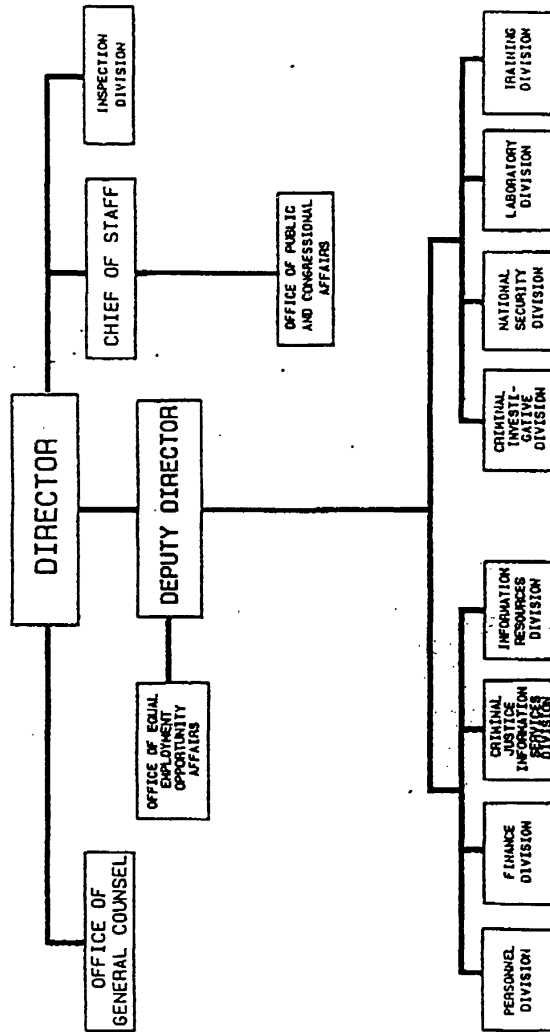 DIRECTOR
OFFICE OF
GENERAL COUNSEL
CHIEF OF STAFF
INSPECTION
DIVISION
OFFICE OF EQUAL
EMPLOYMENT
OPPORTUNITY
AFFAIRS
DEPUTY DIRECTOR
OFFICE OF PUBLIC
AND CONGRESSIONAL
AFFAIRS
PERSONNEL
DIVISION
FINANCE
DIVISION
CRIMINAL
JUSTICE
INFORMATION
SERVICES
DIVISION
INFORMATION
RESOURCES
DIVISION
CRIMINAL
INVESTI-
GATIVE
DIVISION
NATIONAL
SECURITY
DIVISION
LABORATORY
DIVISION
TRAINING
DIVISION